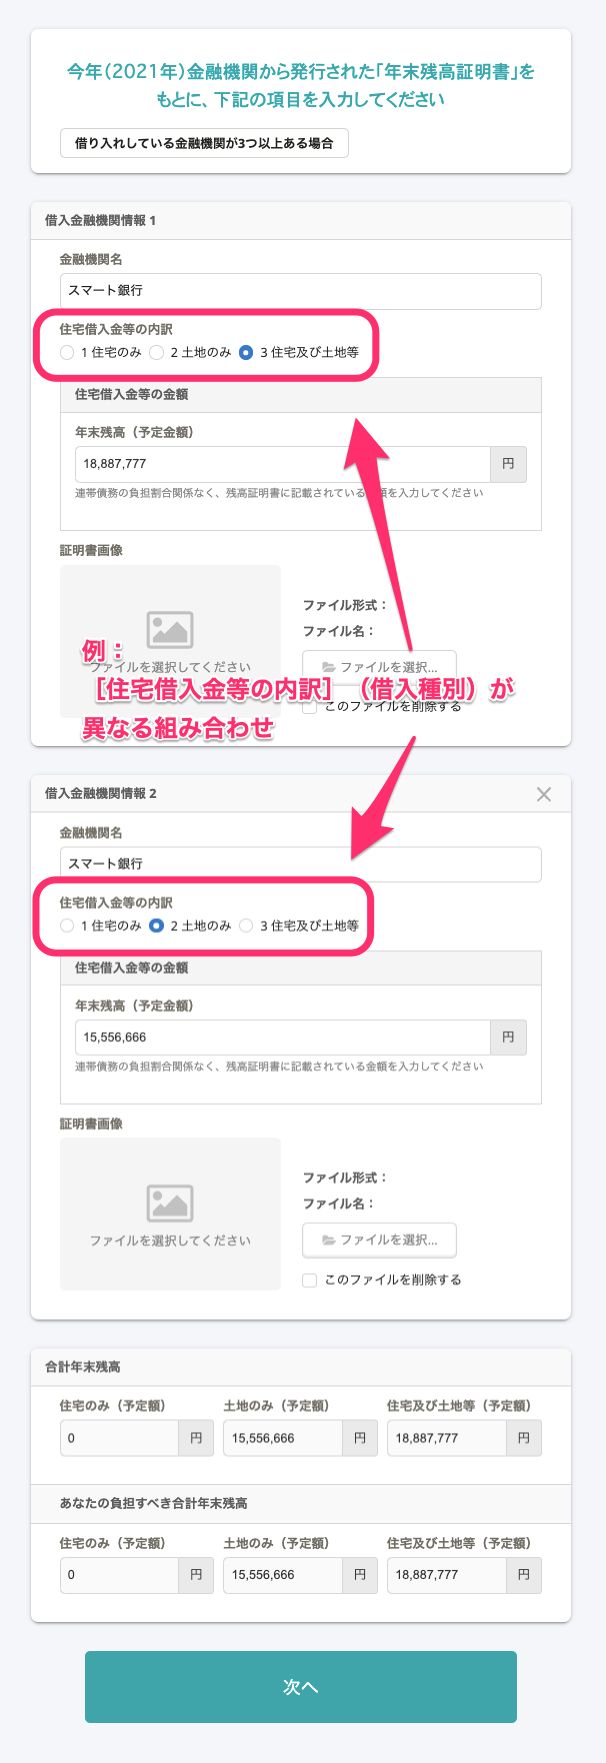 今年（2021年）金融機関から発行された「年末残高証明書」を
もとに、下記の項目を入力してください
借り入れしている金融機関が3つ以上ある場合
借入金融機関情報 1
金融機関名
スマート銀行
住宅借入金等の内訳
1 住宅のみ 2 土地のみ 3 住宅及び土地等
住宅借入金等の金額
年末残高（予定金額）
18,887,777 円
連帯債務の負担割合関係なく、残高証明書に記載されている金額を入力してください
証明書画像
ファイル形式：
ファイル名：
ファイルを選択してください
ファイルを選択...
このファイルを削除する
例：
［住宅借入金等の内訳］（借入種別）が
異なる組み合わせ
借入金融機関情報 2
金融機関名
スマート銀行
住宅借入金等の内訳
1 住宅のみ 2 土地のみ 3 住宅及び土地等
住宅借入金等の金額
年末残高（予定金額）
15,556,666 円
連帯債務の負担割合関係なく、残高証明書に記載されている金額を入力してください
証明書画像
ファイル形式：
ファイル名：
ファイルを選択してください
ファイルを選択...
このファイルを削除する
合計年末残高
住宅のみ（予定額） 土地のみ（予定額） 住宅及び土地等（予定額）
0 円 15,556,666 円 18,887,777 円
あなたの負担すべき合計年末残高
住宅のみ（予定額） 土地のみ（予定額） 住宅及び土地等（予定額）
0 円 15,556,666 円 18,887,777 円
次へ